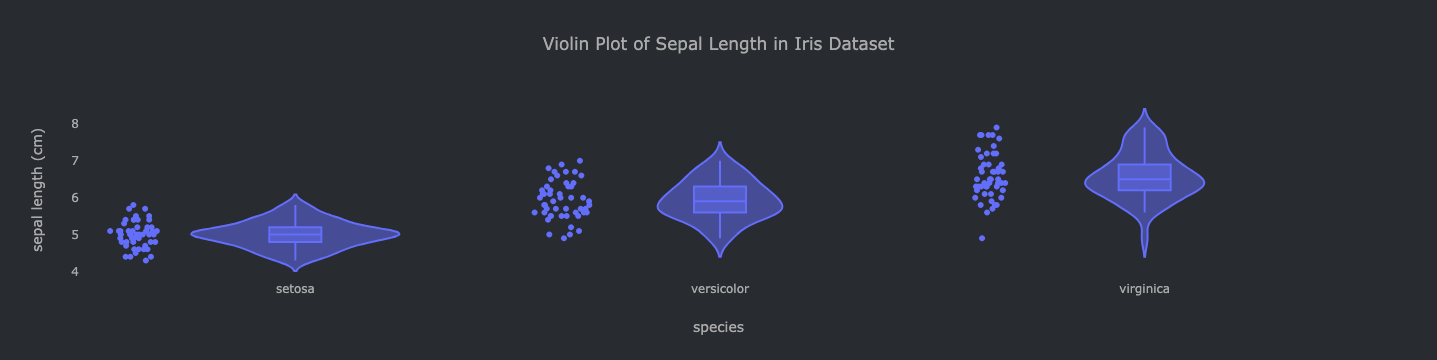 Violin Plot of Sepal Length in Iris Dataset
sepal length (cm)
8
7
6
5
4
setosa
versicolor
virginica
species